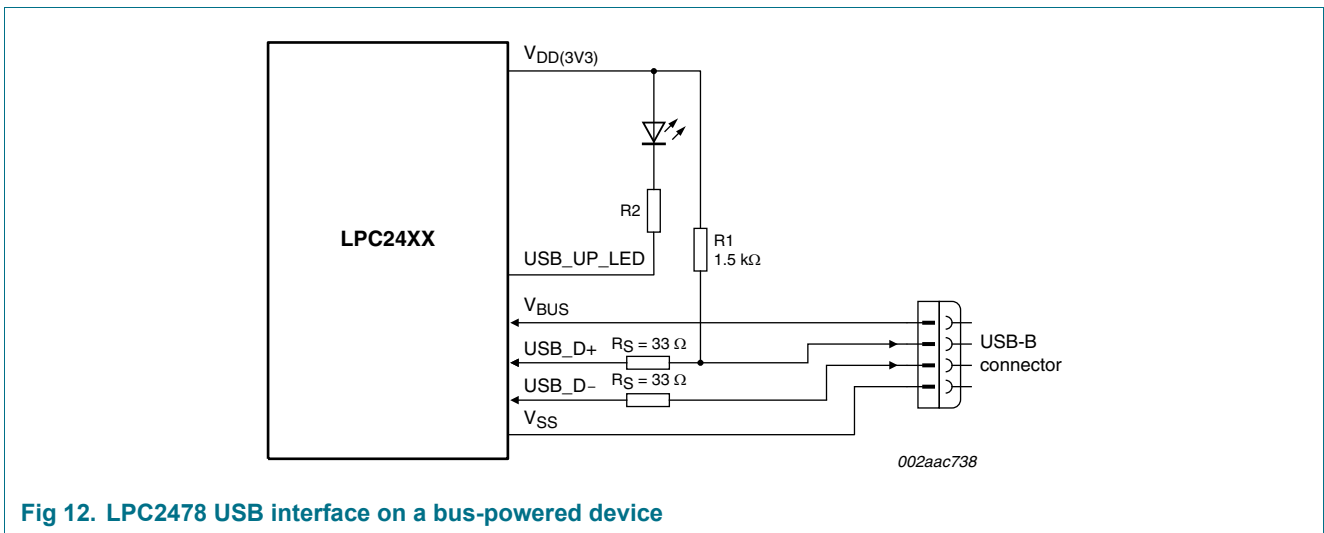 VDD(3V3)
R2
LPC24XX
R1
1.5 kΩ
USB_UP_LED
VBUS
USB_D+
RS = 33 Ω
USB-B
connector
USB_D−
RS = 33 Ω
VSS
002aac738
Fig 12. LPC2478 USB interface on a bus-powered device